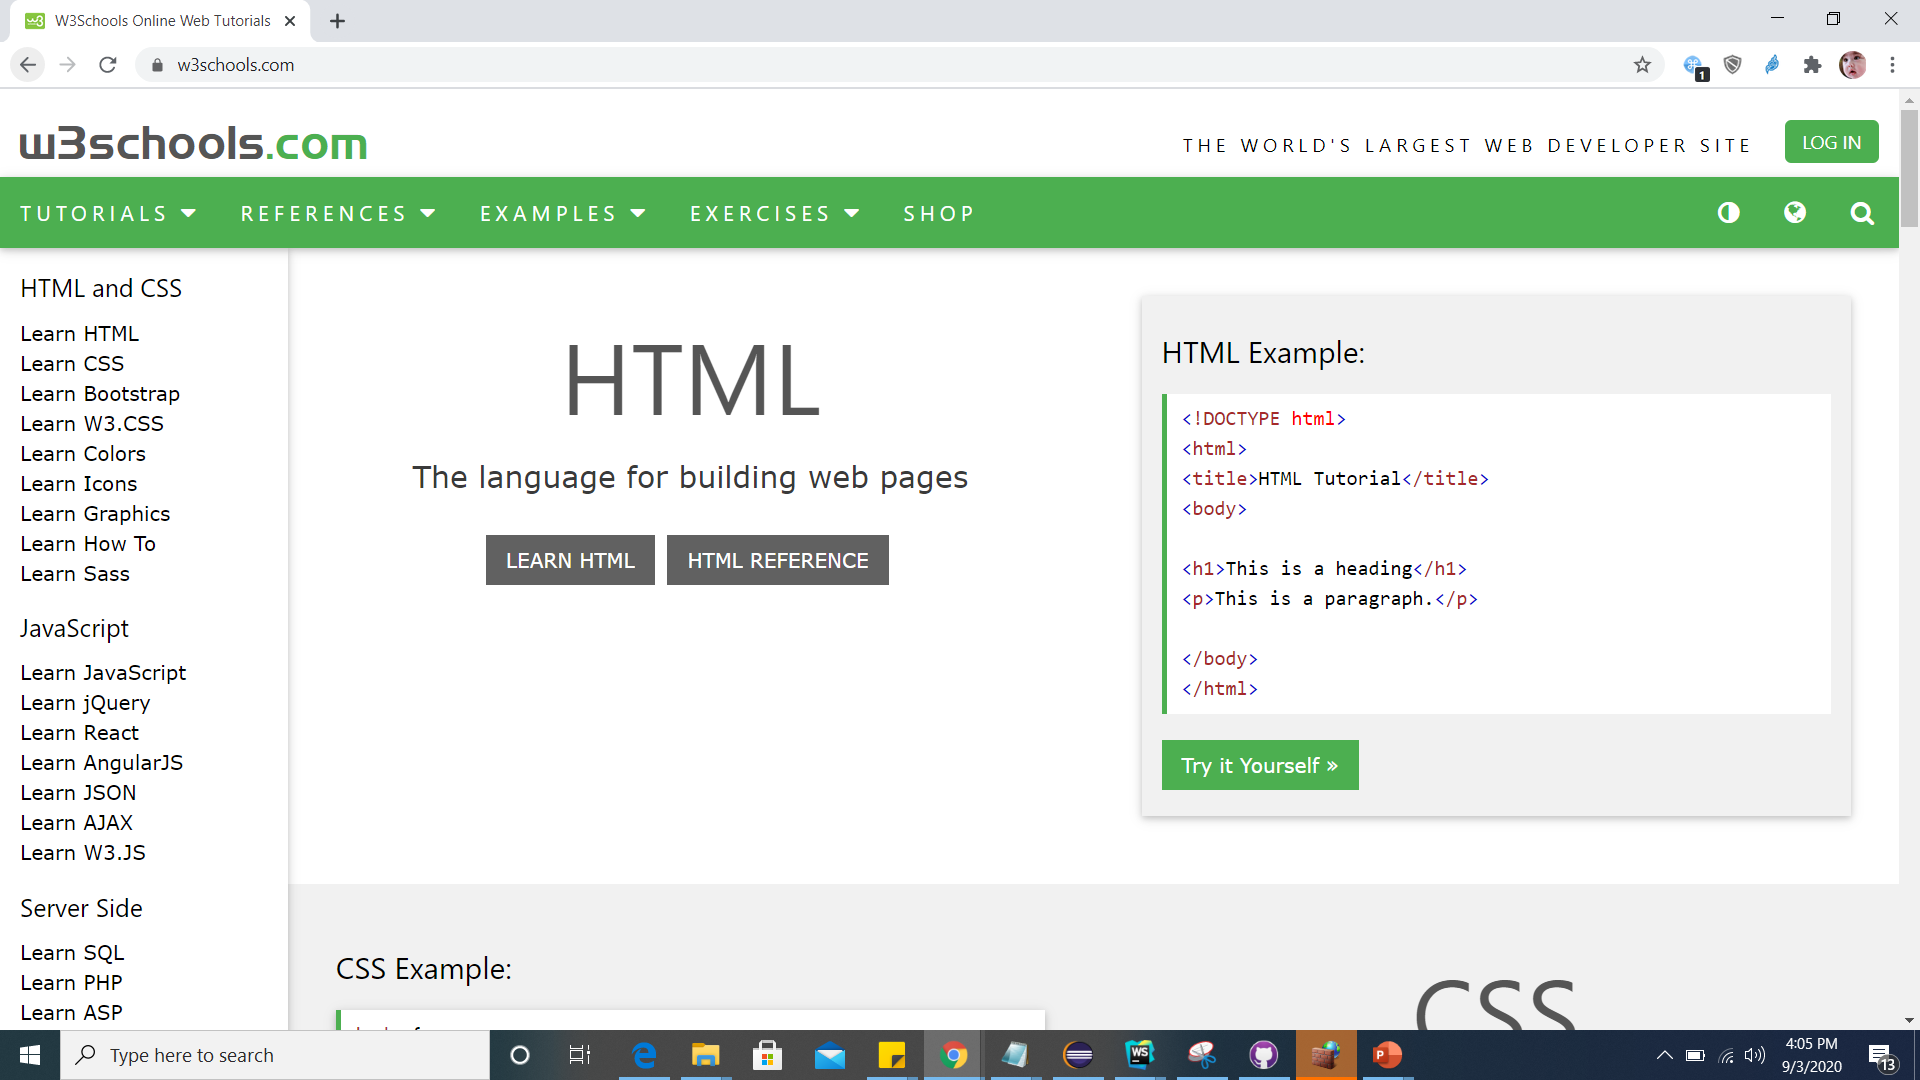 W3Schools Online Web Tutorials
w3schools.com
1
w3schools.com
THE WORLD'S LARGEST WEB DEVELOPER SITE
LOG IN
TUTORIALS
REFERENCES
EXAMPLES
EXERCISES
SHOP
HTML and CSS
Learn HTML
Learn CSS
Learn Bootstrap
Learn W3.CSS
Learn Colors
Learn Icons
Learn Graphics
Learn How To
Learn Sass
JavaScript
Learn JavaScript
Learn jQuery
Learn React
Learn AngularJS
Learn JSON
Learn AJAX
Learn W3.JS
Server Side
Learn SQL
Learn PHP
Learn ASP
HTML
The language for building web pages
LEARN HTML
HTML REFERENCE
HTML Example:
<!DOCTYPE html>
<html>
<title>HTML Tutorial</title>
<body>
<h1>This is a heading</h1>
<p>This is a paragraph.</p>
</body>
</html>
Try it Yourself »
CSS Example:
CSS
Type here to search
WS
P
4:05 PM
9/3/2020
13